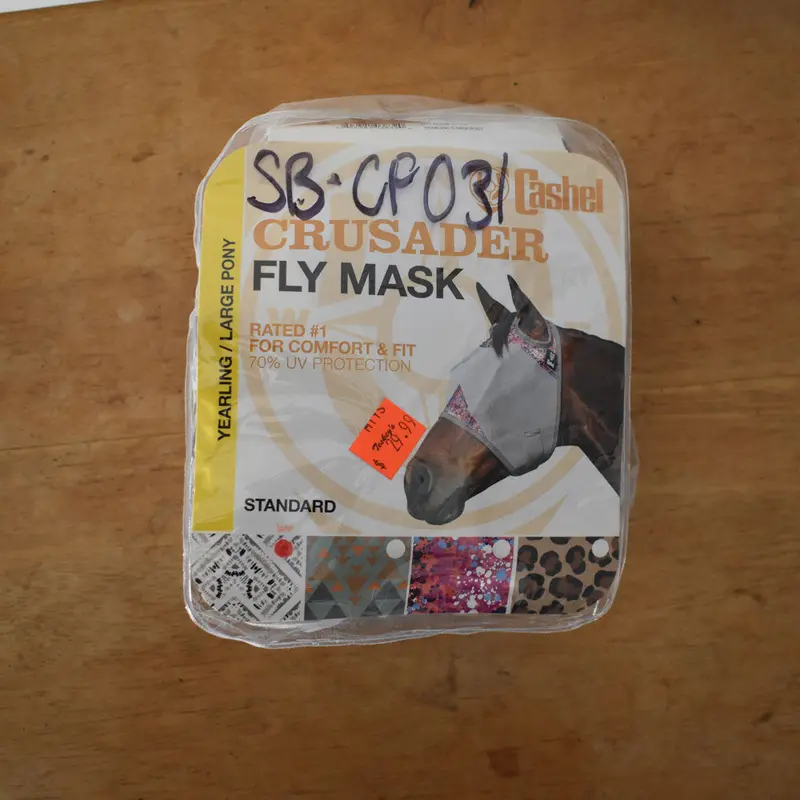 SB-CF031
Cashel
CRUSADER
FLY MASK
RATED #1
FOR COMFORT & FIT
70% UV PROTECTION
YEARLING / LARGE PONY
$ 29.99
STANDARD